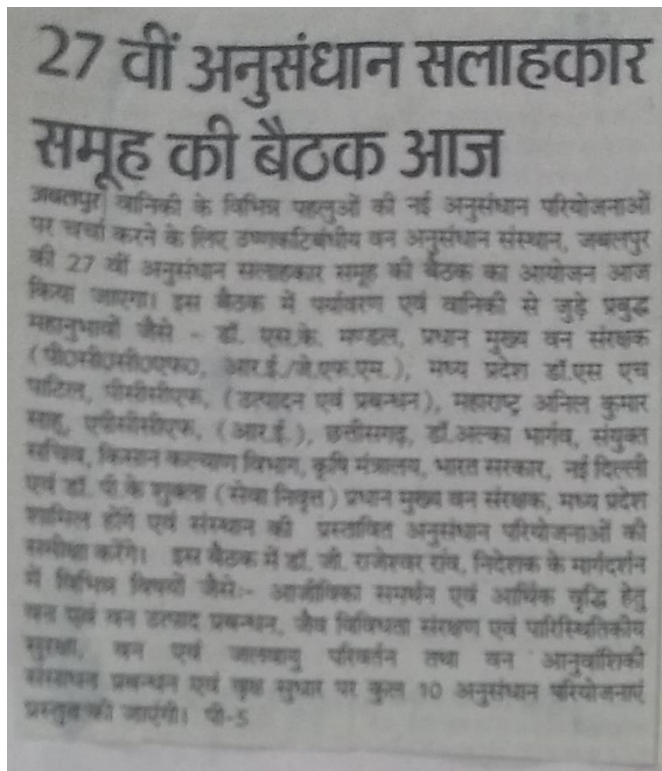 27 वीं अनुसंधान सलाहकार
समूह की बैठक आज
जबलपुर। वानिकी के विभिन्न पहलुओं की नई अनुसंधान परियोजनाओं
पर चर्चा करने के लिए उष्णकटिबंधीय वन अनुसंधान संस्थान, जबलपुर
की 27 वीं अनुसंधान सलाहकार समूह की बैठक का आयोजन आज
किया जाएगा। इस बैठक में पर्यावरण एवं वानिकी से जुड़े प्रबुद्ध
महानुभावों जैसे - डॉ. एस.के. मण्डल, प्रधान मुख्य वन संरक्षक
(पी0सी0सी0एफ0, आर.ई./जे.एफ.एम.), मध्य प्रदेश डॉ.एस एच
पाटिल, पीसीसीएफ, (उत्पादन एवं प्रबन्धन), महाराष्ट्र अनिल कुमार
साहू, एपीसीसीएफ, (आर.ई.), छत्तीसगढ़, डॉ.अल्का भार्गव, संयुक्त
सचिव, किसान कल्याण विभाग, कृषि मंत्रालय, भारत सरकार, नई दिल्ली
एवं डॉ. पी.के शुक्ला (सेवा निवृत्त) प्रधान मुख्य वन संरक्षक, मध्य प्रदेश
शामिल होंगे एवं संस्थान की प्रस्तावित अनुसंधान परियोजनाओं की
समीक्षा करेंगे। इस बैठक में डॉ. जी. राजेश्वर राव, निदेशक के मार्गदर्शन
में विभिन्न विषयों जैसे:- आजीविका समर्थन एवं आर्थिक वृद्धि हेतु
वन एवं वन उत्पाद प्रबन्धन, जैव विविधता संरक्षण एवं पारिस्थितिकीय
सुरक्षा, वन एवं जलवायु परिवर्तन तथा वन आनुवांशिकी
संसाधन प्रबन्धन एवं वृक्ष सुधार पर कुल 10 अनुसंधान परियोजनाएं
प्रस्तुत की जाएंगी। पी-5